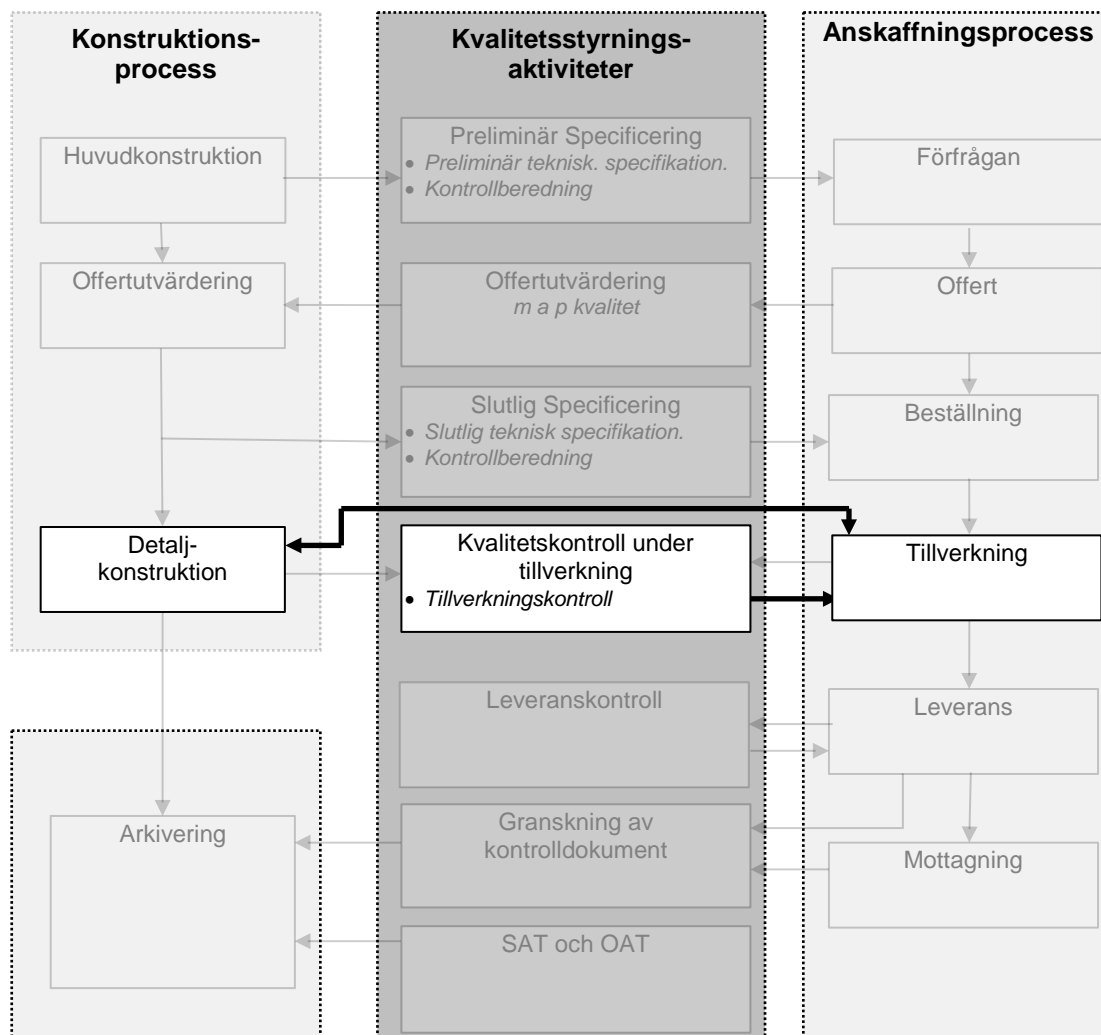 Konstruktions-
process
Kvalitetsstyrnings-
aktiviteter
Anskaffningsprocess
Huvudkonstruktion
Preliminär Specificering
• Preliminär teknisk. specifikation.
• Kontrollberedning
Förfrågan
Offertutvärdering
Offertutvärdering
m a p kvalitet
Offert
Slutlig Specificering
• Slutlig teknisk specifikation.
• Kontrollberedning
Beställning
Detalj-
konstruktion
Kvalitetskontroll under
tillverkning
• Tillverkningskontroll
Tillverkning
Leveranskontroll
Leverans
Arkivering
Granskning av
kontrolldokument
Mottagning
SAT och OAT